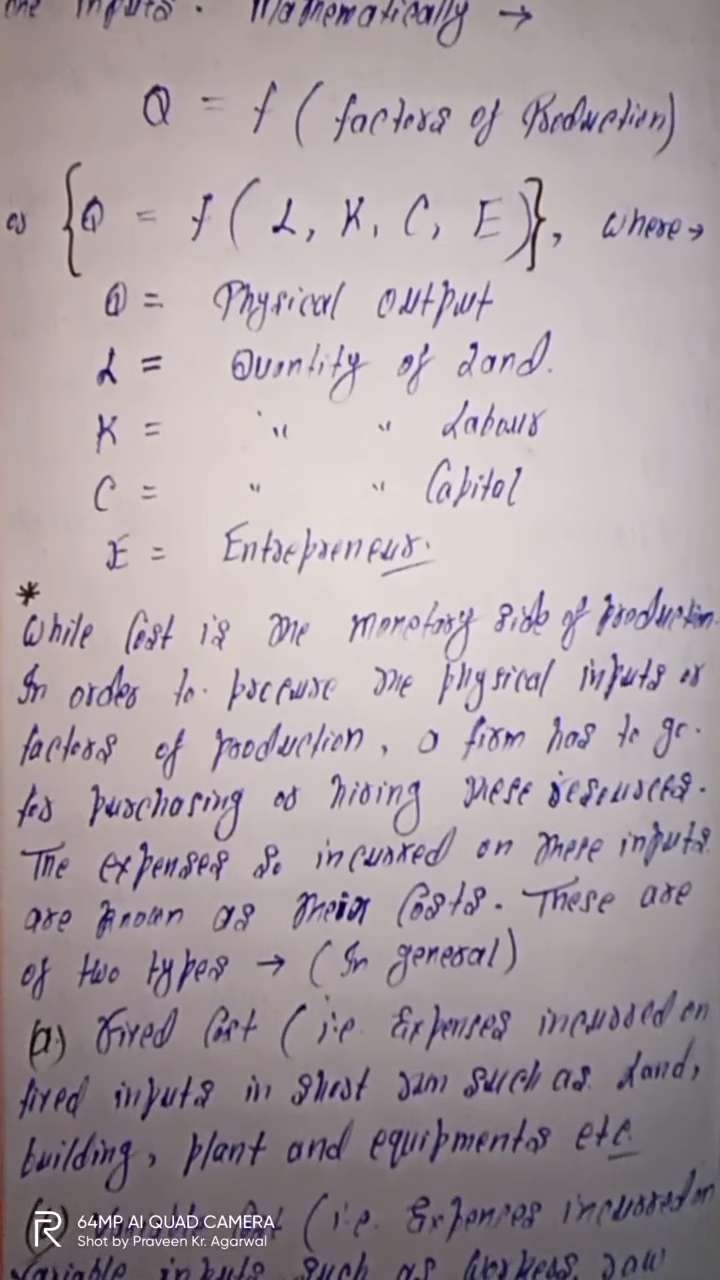 the inputs. Mathematically →
Q = f ( factors of Production)
or {Q = f ( L, K, C, E )}, where →
Q = Physical output
L = Quantity of Land.
K = " " Labour
C = " " Capital
E = Entrepreneur.
*
While Cost is the monetary side of production.
In order to procure the physical inputs or
factors of production, a firm has to go.
for purchasing or hiring these resources.
The expenses so incurred on these inputs
are known as their Costs. These are
of two types → (In general)
(a) Fixed Cost (i.e. Expenses incurred on
fixed inputs in short run such as Land,
building, plant and equipments etc.
(i.e. Expenses incurred on
variable inputs such as workers, raw
64MP AI QUAD CAMERA
Shot by Praveen Kr. Agarwal